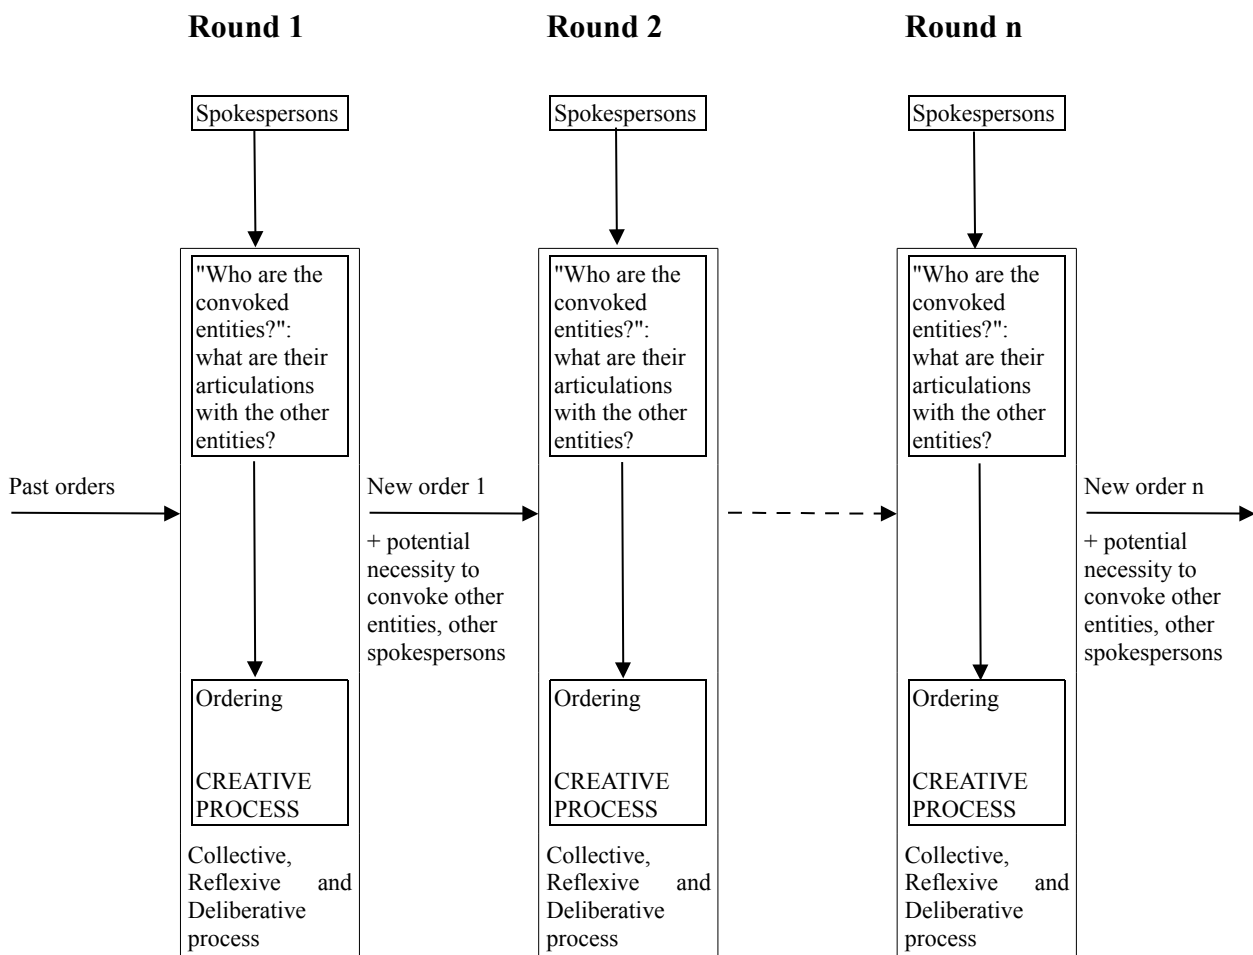 Round 1
Round 2
Round n
Spokespersons
Spokespersons
Spokespersons
"Who are the
convoked
entities?":
what are their
articulations
with the other
entities?
"Who are the
convoked
entities?":
what are their
articulations
with the other
entities?
"Who are the
convoked
entities?":
what are their
articulations
with the other
entities?
Past orders
New order 1
+ potential
necessity to
convoke other
entities, other
spokespersons
New order n
+ potential
necessity to
convoke other
entities, other
spokespersons
Ordering
CREATIVE
PROCESS
Ordering
CREATIVE
PROCESS
Ordering
CREATIVE
PROCESS
Collective,
Reflexive and
Deliberative
process
Collective,
Reflexive and
Deliberative
process
Collective,
Reflexive and
Deliberative
process